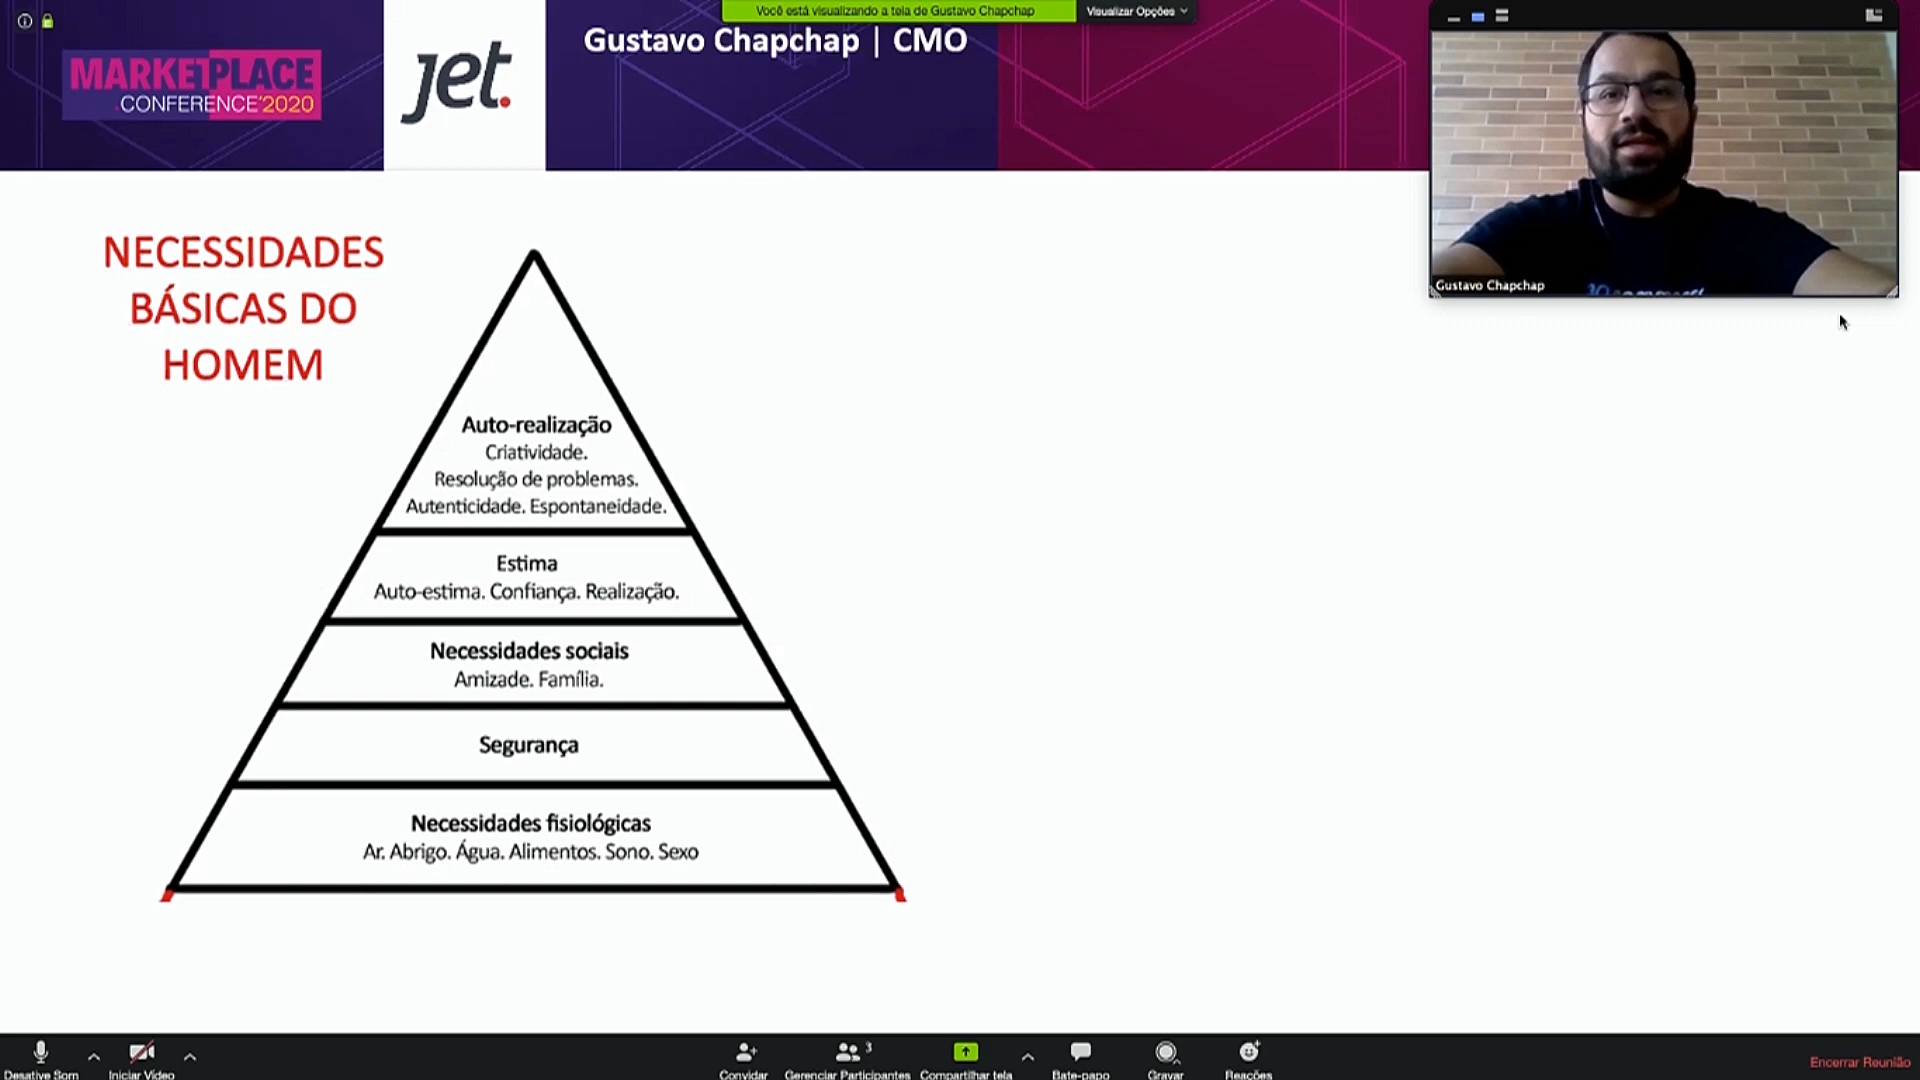 Você está visualizando a tela de Gustavo Chapchap
Visualizar Opções
MARKETPLACE
.CONFERENCE'2020
jet.
Gustavo Chapchap | CMO
Gustavo Chapchap
NECESSIDADES
BÁSICAS DO
HOMEM
Auto-realização
Criatividade.
Resolução de problemas.
Autenticidade. Espontaneidade.
Estima
Auto-estima. Confiança. Realização.
Necessidades sociais
Amizade. Família.
Segurança
Necessidades fisiológicas
Ar. Abrigo. Água. Alimentos. Sono. Sexo
Desative Som
Iniciar Vídeo
Convidar
3
Gerenciar Participantes
Compartilhar tela
Bate-papo
Gravar
Reações
Encerrar Reunião